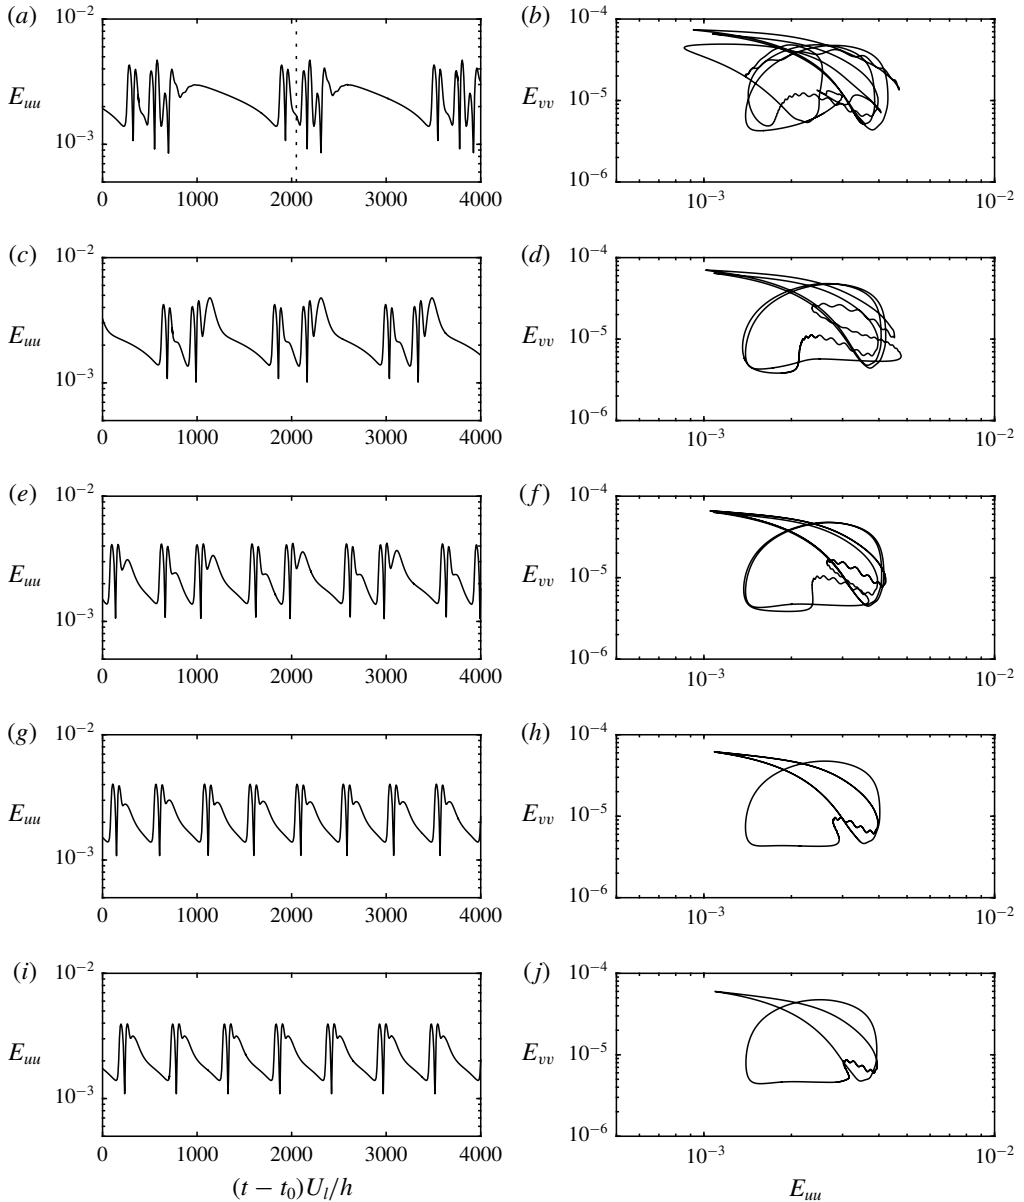 (a) 10⁻² E_uu 10⁻³ 0 1000 2000 3000 4000
(b) 10⁻⁴ E_vv 10⁻⁵ 10⁻⁶ 10⁻³ 10⁻²
(c) 10⁻² E_uu 10⁻³ 0 1000 2000 3000 4000
(d) 10⁻⁴ E_vv 10⁻⁵ 10⁻⁶ 10⁻³ 10⁻²
(e) 10⁻² E_uu 10⁻³ 0 1000 2000 3000 4000
(f) 10⁻⁴ E_vv 10⁻⁵ 10⁻⁶ 10⁻³ 10⁻²
(g) 10⁻² E_uu 10⁻³ 0 1000 2000 3000 4000
(h) 10⁻⁴ E_vv 10⁻⁵ 10⁻⁶ 10⁻³ 10⁻²
(i) 10⁻² E_uu 10⁻³ 0 1000 2000 3000 4000
(t − t₀)U_l/h
(j) 10⁻⁴ E_vv 10⁻⁵ 10⁻⁶ 10⁻³ 10⁻²
E_uu